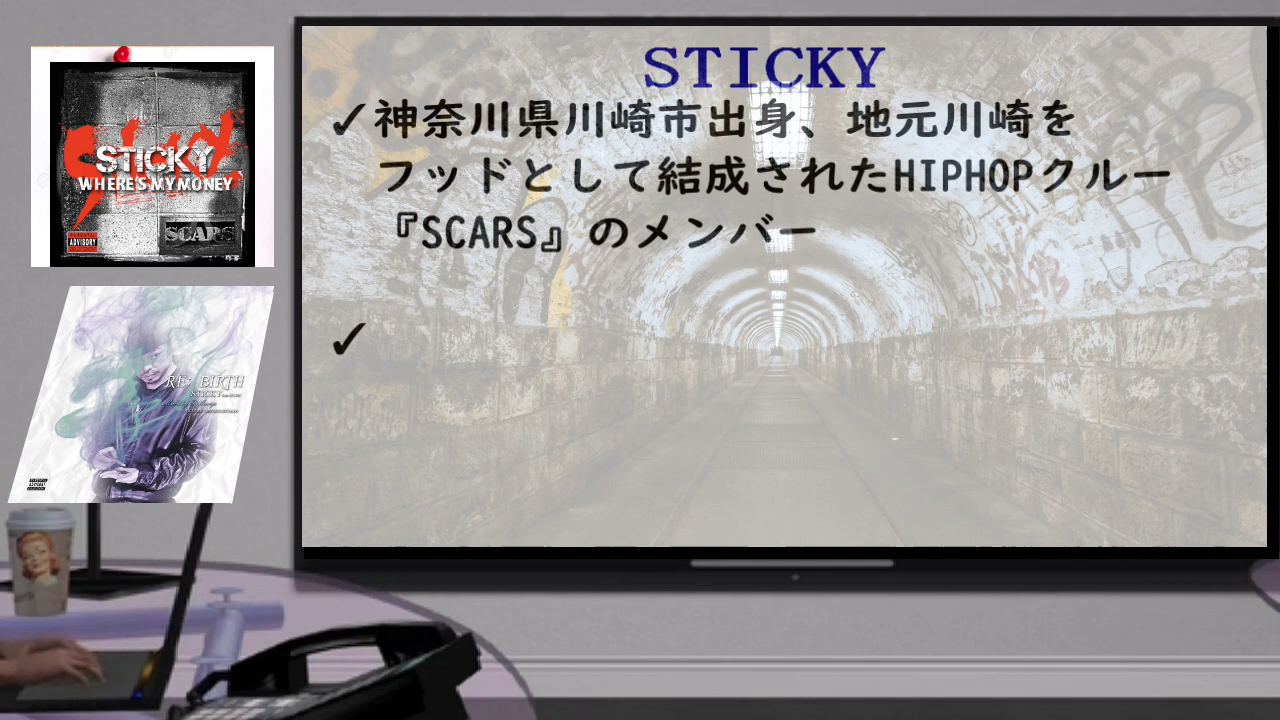 STICKY
✓神奈川県川崎市出身、地元川崎を
フッドとして結成されたHIPHOPクルー
『SCARS』のメンバー
✓
STICKY
WHERE'S MY MONEY
PARENTAL
ADVISORY
SCARS
RE: BIRTH
STICKY